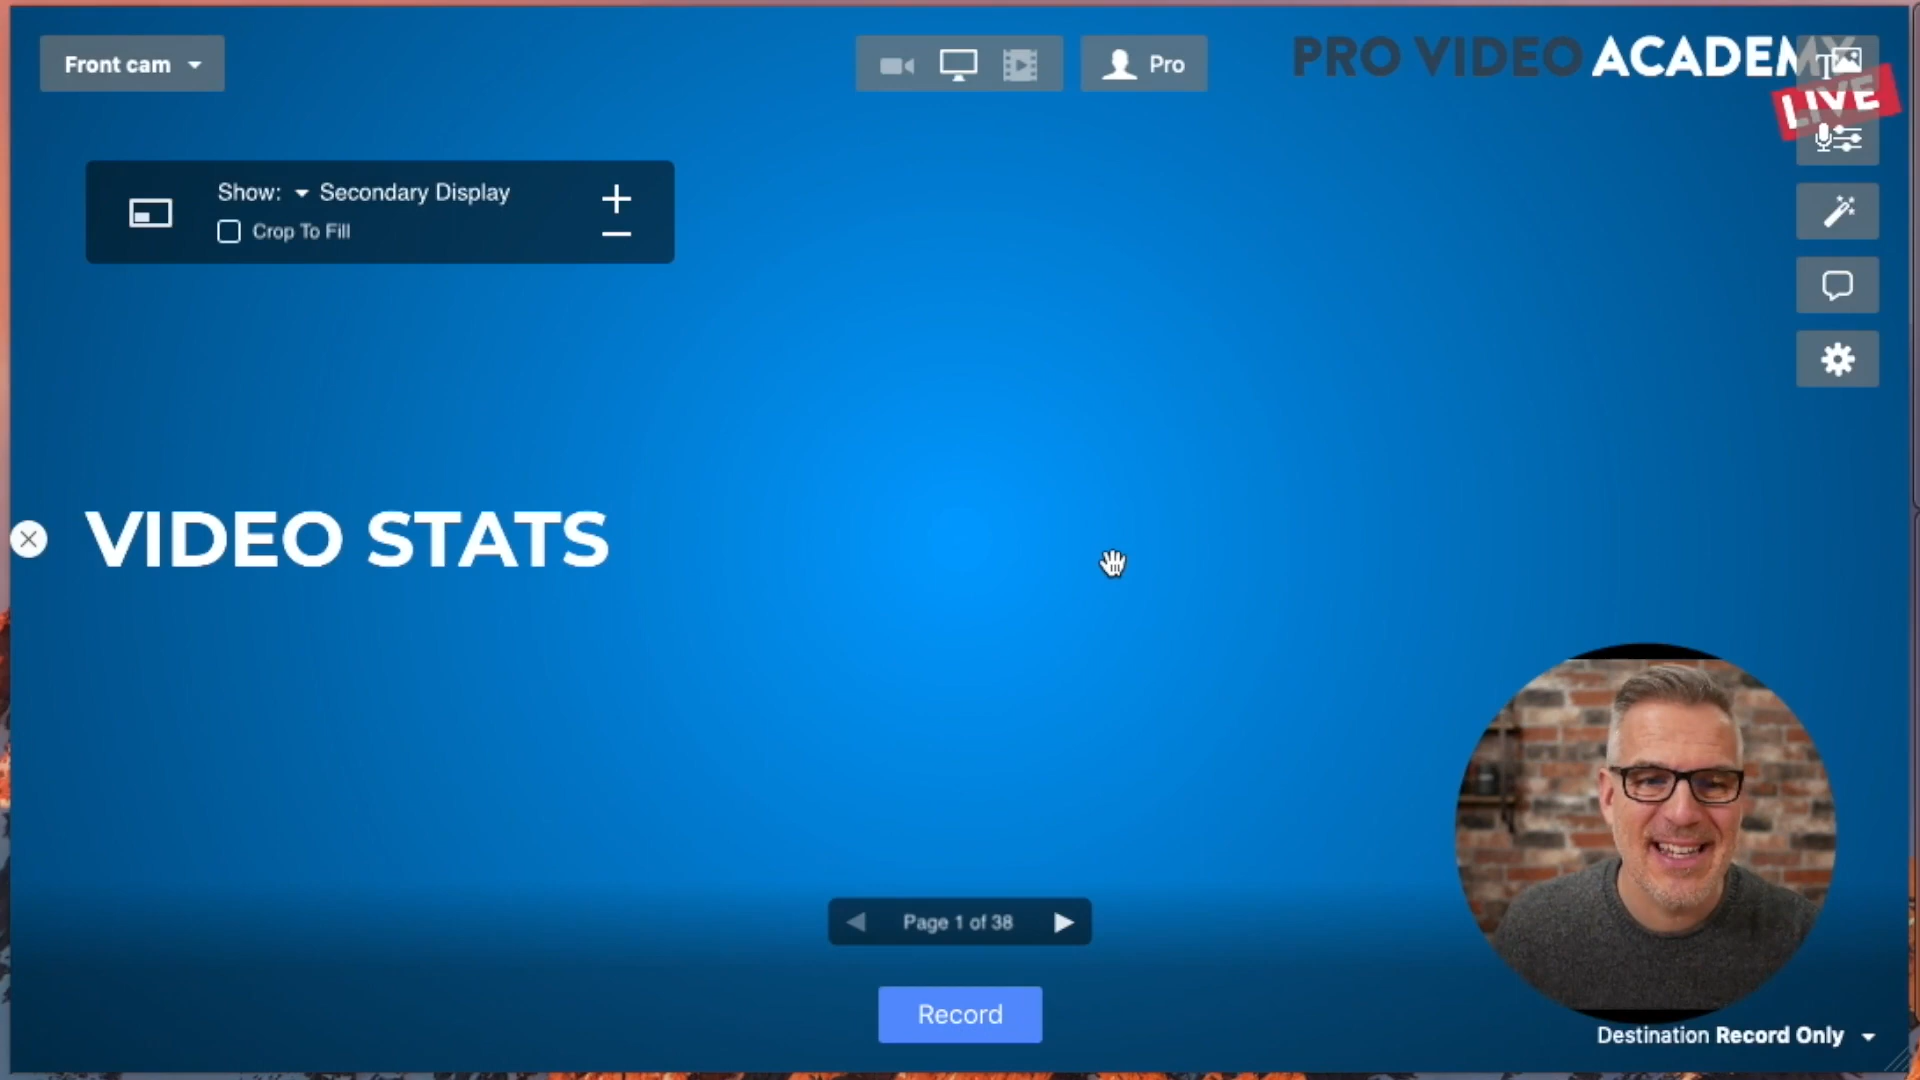 Front cam
Pro
PRO VIDEO ACADEMY
LIVE
Show: Secondary Display
Crop To Fill
VIDEO STATS
Page 1 of 38
Record
Destination Record Only